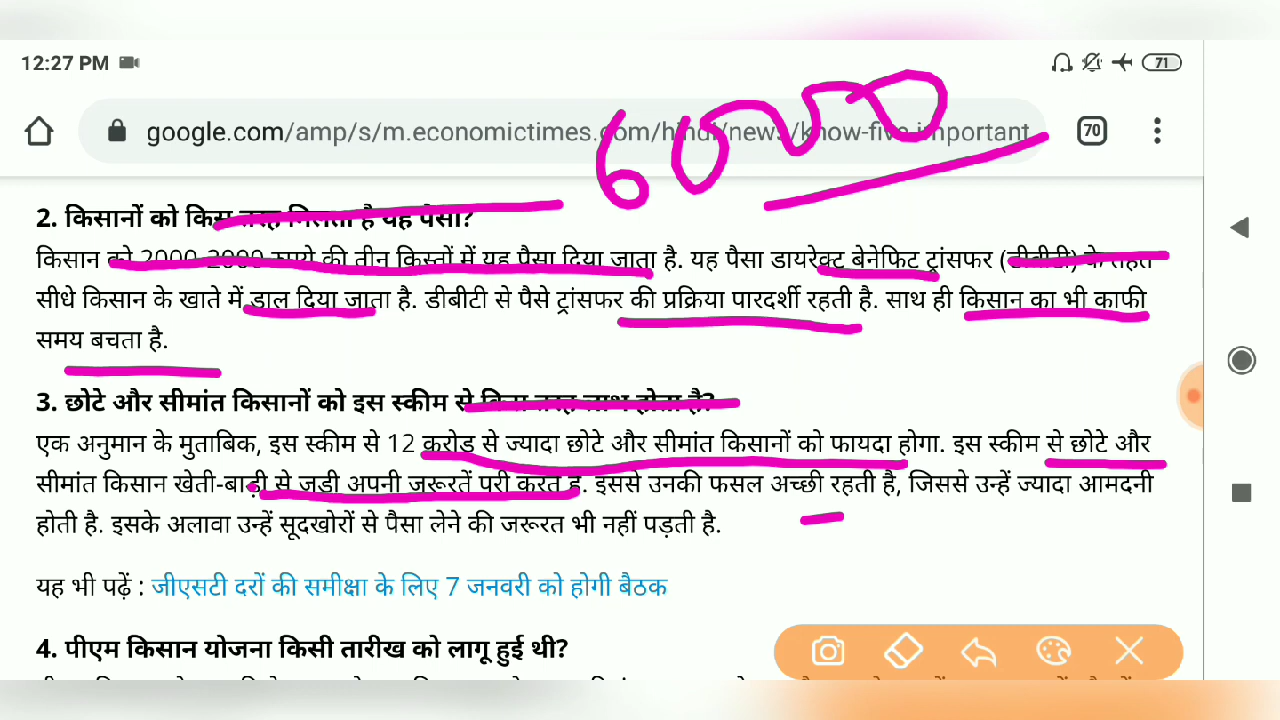 12:27 PM
71
google.com/amp/s/m.economictimes.com/hindi/news/know-five-important
70
6000
2. किसानों को किस तरह मिलता है यह पैसा?
किसान को 2000-2000 रुपये की तीन किस्तों में यह पैसा दिया जाता है. यह पैसा डायरेक्ट बेनेफिट ट्रांसफर (डीबीटी) के तहत
सीधे किसान के खाते में डाल दिया जाता है. डीबीटी से पैसे ट्रांसफर की प्रक्रिया पारदर्शी रहती है. साथ ही किसान का भी काफी
समय बचता है.
3. छोटे और सीमांत किसानों को इस स्कीम से किस तरह लाभ होता है?
एक अनुमान के मुताबिक, इस स्कीम से 12 करोड़ से ज्यादा छोटे और सीमांत किसानों को फायदा होगा. इस स्कीम से छोटे और
सीमांत किसान खेती-बाड़ी से जुड़ी अपनी जरूरतें पूरी करते हैं. इससे उनकी फसल अच्छी रहती है, जिससे उन्हें ज्यादा आमदनी
होती है. इसके अलावा उन्हें सूदखोरों से पैसा लेने की जरूरत भी नहीं पड़ती है.
यह भी पढ़ें : जीएसटी दरों की समीक्षा के लिए 7 जनवरी को होगी बैठक
4. पीएम किसान योजना किसी तारीख को लागू हुई थी?